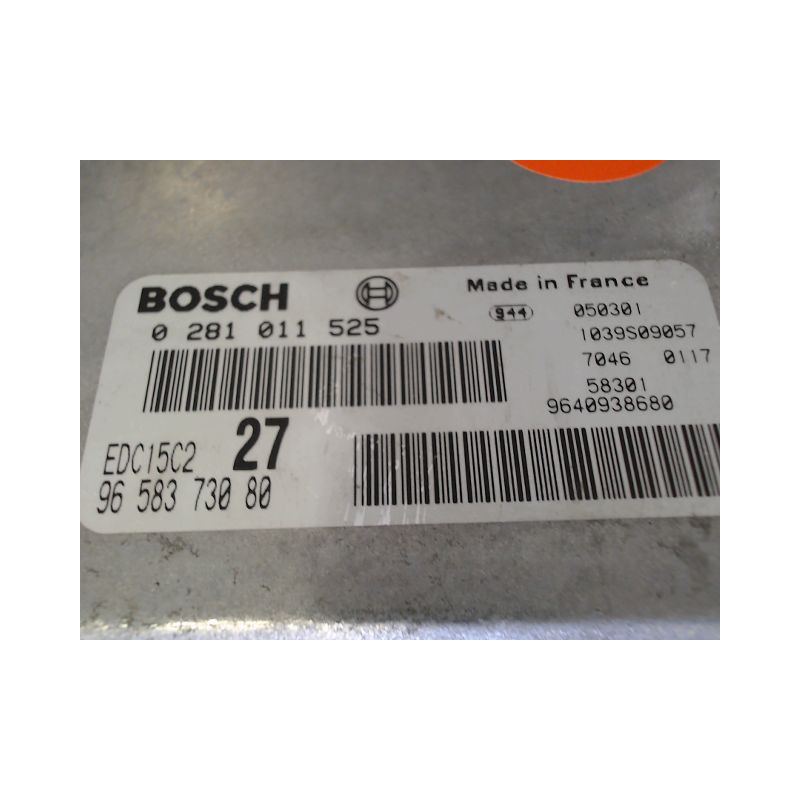 BOSCH
0 281 011 525
EDC15C2 27
96 583 730 80
Made in France
944 050301
1039S09057
7046 0117
58301
9640938680